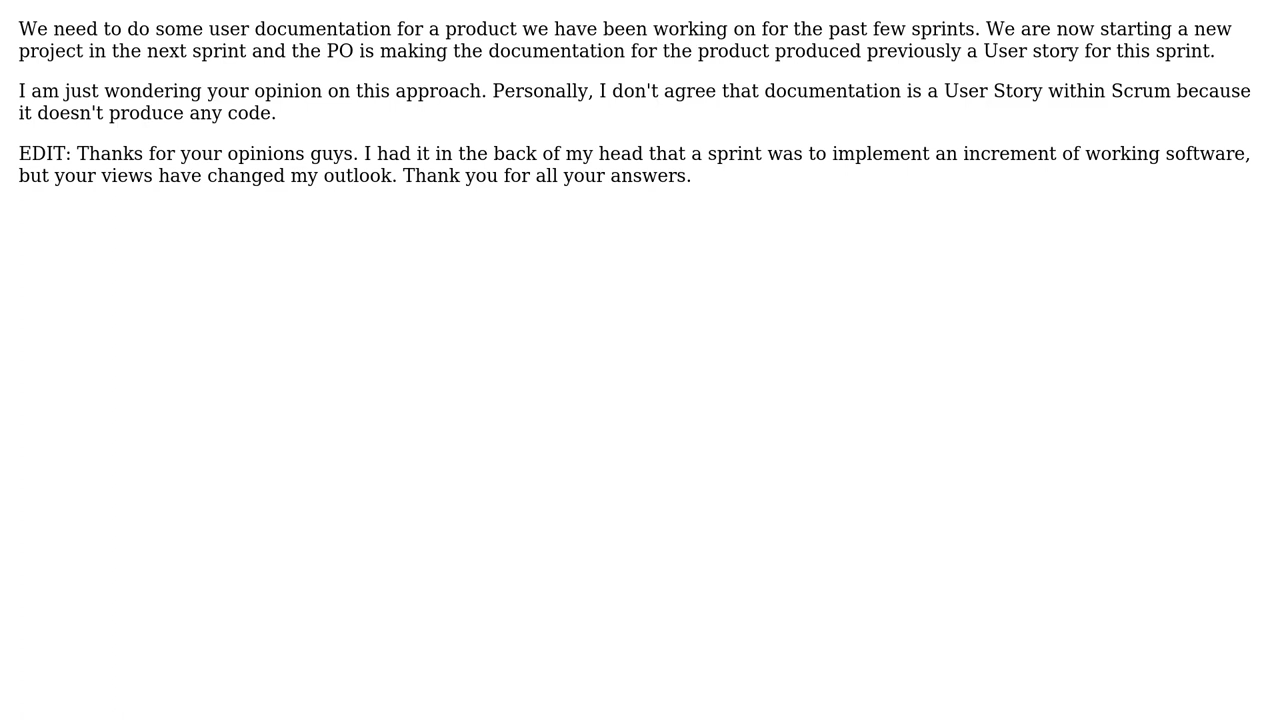 We need to do some user documentation for a product we have been working on for the past few sprints. We are now starting a new
project in the next sprint and the PO is making the documentation for the product produced previously a User story for this sprint.
I am just wondering your opinion on this approach. Personally, I don't agree that documentation is a User Story within Scrum because
it doesn't produce any code.
EDIT: Thanks for your opinions guys. I had it in the back of my head that a sprint was to implement an increment of working software,
but your views have changed my outlook. Thank you for all your answers.